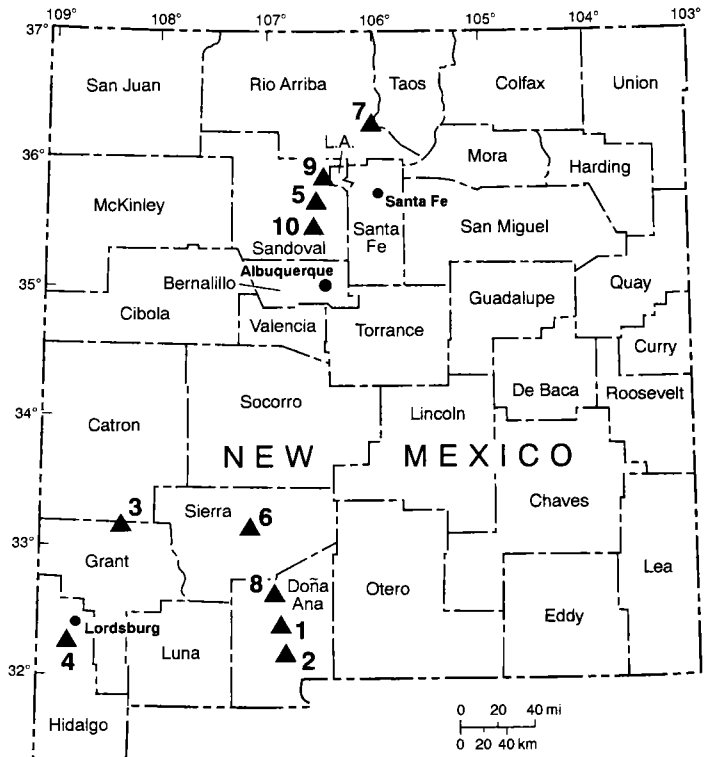 109° 108° 107° 106° 105° 104° 103°
37°
San Juan Rio Arriba Taos Colfax Union
7
L.A.
36°
Mora
Harding
9
McKinley
5
Santa Fe
10
Santa
Fe
San Miguel
Sandoval
35°
Albuquerque
Bernalillo
Quay
Guadalupe
Cibola
Valencia
Torrance
Curry
De Baca
Roosevelt
Socorro
34°
Lincoln
Catron
NEW MEXICO
Chaves
3
Sierra
6
33°
Grant
Lea
8
Doña
Ana
Otero
Eddy
Lordsburg
1
Luna
4
2
32°
Hidalgo
0 20 40 mi
0 20 40 km